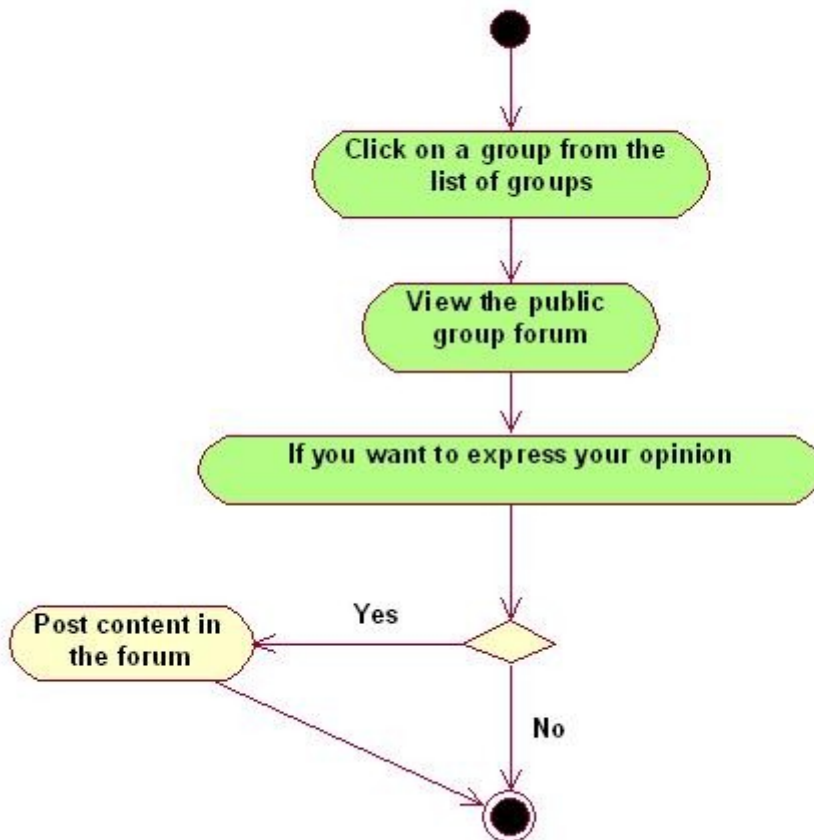 Click on a group from the
list of groups
View the public
group forum
If you want to express your opinion
Yes
Post content in
the forum
No